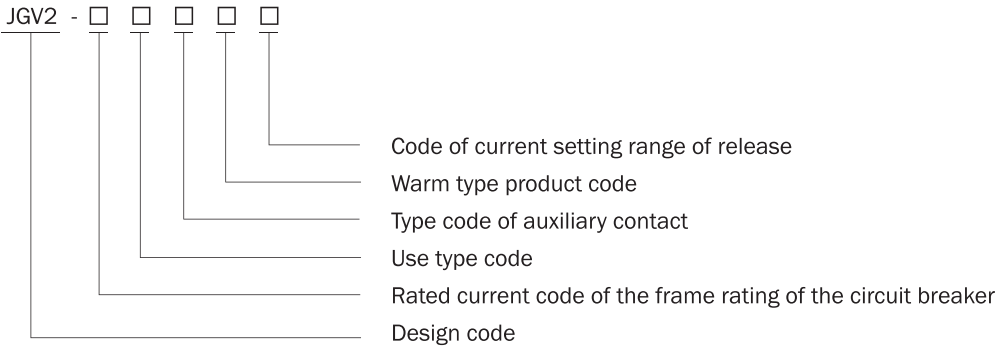 JGV2 - □ □ □ □ □
Code of current setting range of release
Warm type product code
Type code of auxiliary contact
Use type code
Rated current code of the frame rating of the circuit breaker
Design code